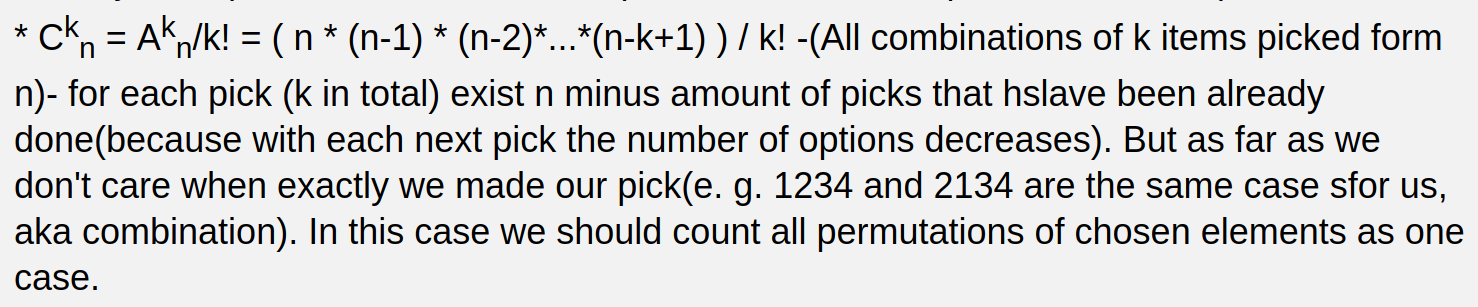 * Cᵏₙ = Aᵏₙ/k! = ( n * (n-1) * (n-2)*...*(n-k+1) ) / k! -(All combinations of k items picked form
n)- for each pick (k in total) exist n minus amount of picks that hslave been already
done(because with each next pick the number of options decreases). But as far as we
don't care when exactly we made our pick(e. g. 1234 and 2134 are the same case sfor us,
aka combination). In this case we should count all permutations of chosen elements as one
case.